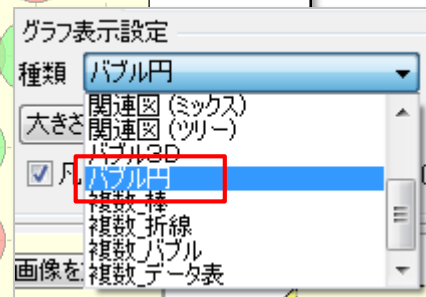 グラフ表示設定
種類 バブル円
関連図 (ミックス)
大きさ
関連図 (ツリー)
バブル3D
バブル円
複数_棒
複数_折線
複数_バブル
画像を
複数_データ表